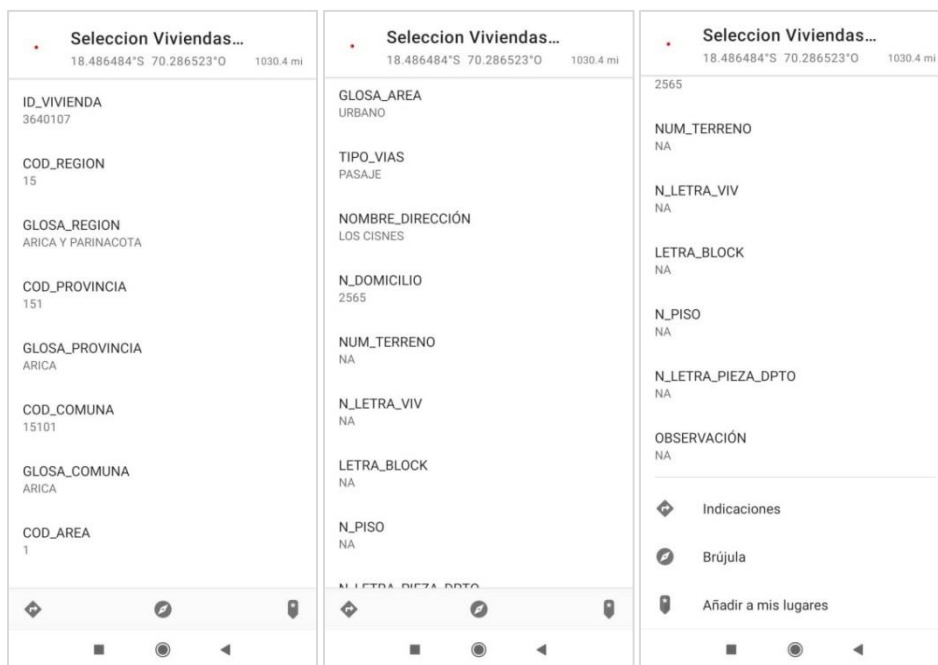 Seleccion Viviendas...
18.486484°S 70.286523°O 1030.4 mi
ID_VIVIENDA
3640107
COD_REGION
15
GLOSA_REGION
ARICA Y PARINACOTA
COD_PROVINCIA
151
GLOSA_PROVINCIA
ARICA
COD_COMUNA
15101
GLOSA_COMUNA
ARICA
COD_AREA
1
Seleccion Viviendas...
18.486484°S 70.286523°O 1030.4 mi
GLOSA_AREA
URBANO
TIPO_VIAS
PASAJE
NOMBRE_DIRECCIÓN
LOS CISNES
N_DOMICILIO
2565
NUM_TERRENO
NA
N_LETRA_VIV
NA
LETRA_BLOCK
NA
N_PISO
NA
N_LETRA_PIEZA_DPTO
Seleccion Viviendas...
18.486484°S 70.286523°O 1030.4 mi
2565
NUM_TERRENO
NA
N_LETRA_VIV
NA
LETRA_BLOCK
NA
N_PISO
NA
N_LETRA_PIEZA_DPTO
NA
OBSERVACIÓN
NA
Indicaciones
Brújula
Añadir a mis lugares